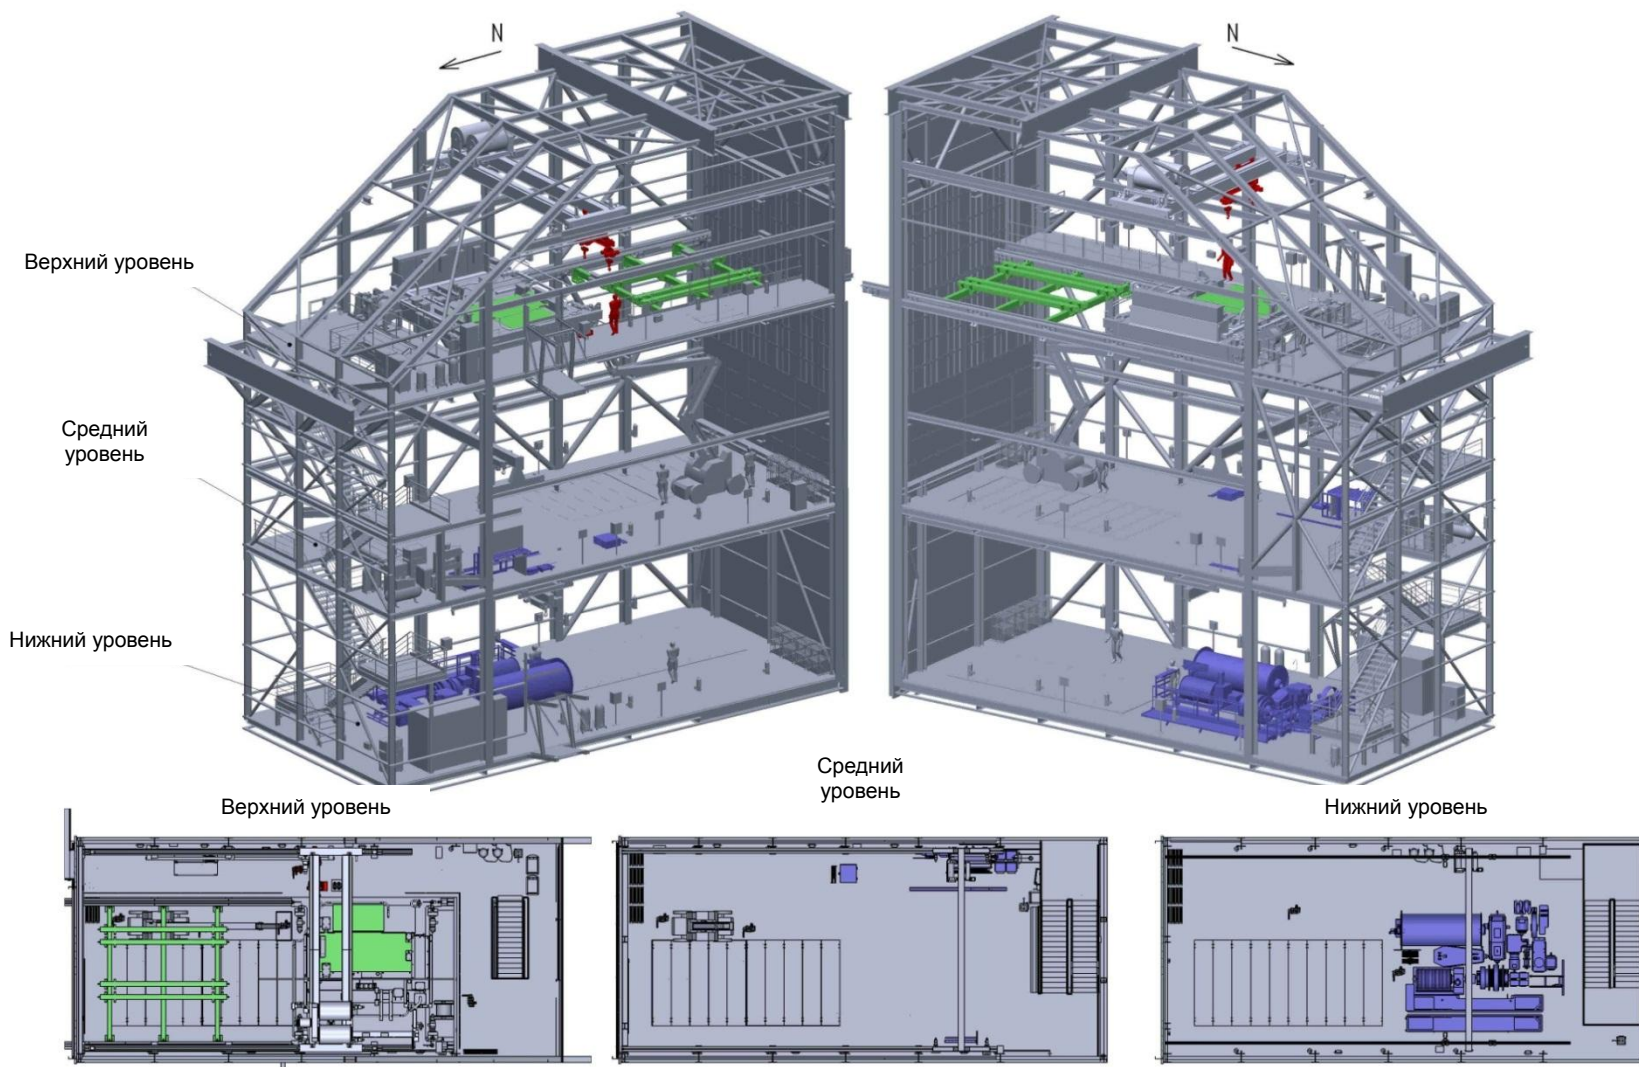 N
N
Верхний уровень
Средний
уровень
Нижний уровень
Средний
уровень
Верхний уровень
Нижний уровень